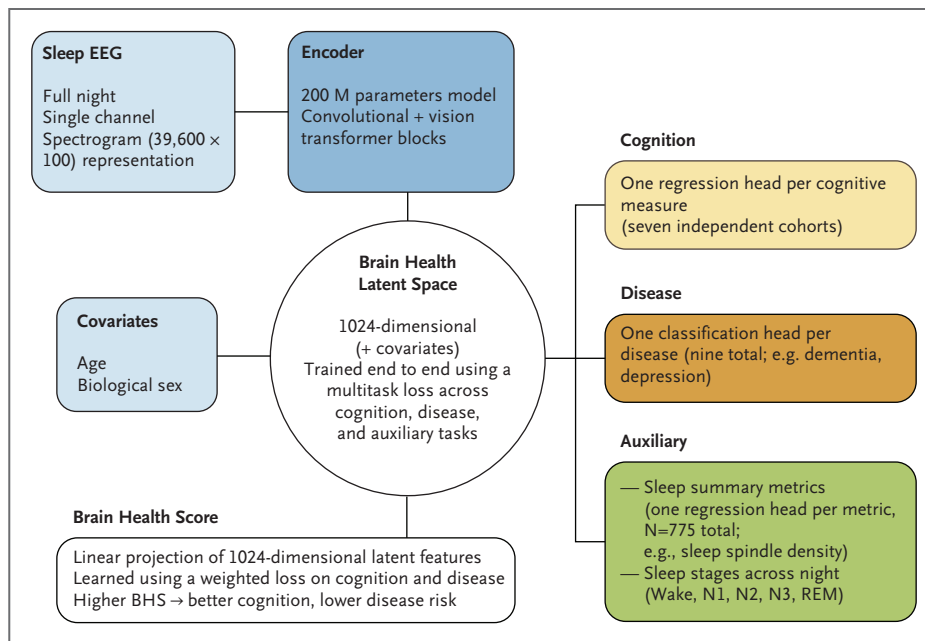 Sleep EEG
Full night
Single channel
Spectrogram (39,600 ×
100) representation
Encoder
200 M parameters model
Convolutional + vision
transformer blocks
Covariates
Age
Biological sex
Brain Health
Latent Space
1024-dimensional
(+ covariates)
Trained end to end using a
multitask loss across
cognition, disease,
and auxiliary tasks
Cognition
One regression head per cognitive
measure
(seven independent cohorts)
Disease
One classification head per
disease (nine total; e.g. dementia,
depression)
Auxiliary
— Sleep summary metrics
(one regression head per metric,
N=775 total;
e.g., sleep spindle density)
— Sleep stages across night
(Wake, N1, N2, N3, REM)
Brain Health Score
Linear projection of 1024-dimensional latent features
Learned using a weighted loss on cognition and disease
Higher BHS → better cognition, lower disease risk